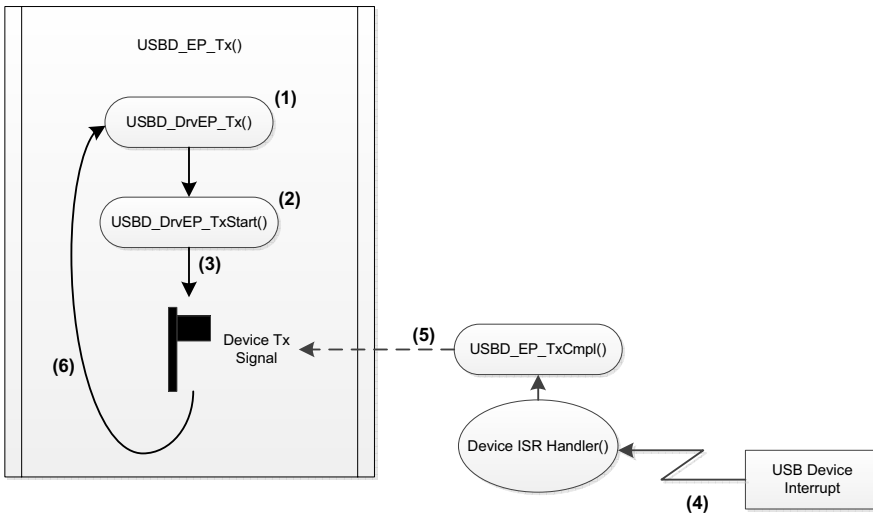 USBD_EP_Tx()
(1)
USBD_DrvEP_Tx()
(2)
USBD_DrvEP_TxStart()
(3)
Device Tx
Signal
(5)
USBD_EP_TxCmpl()
(6)
Device ISR Handler()
USB Device
Interrupt
(4)